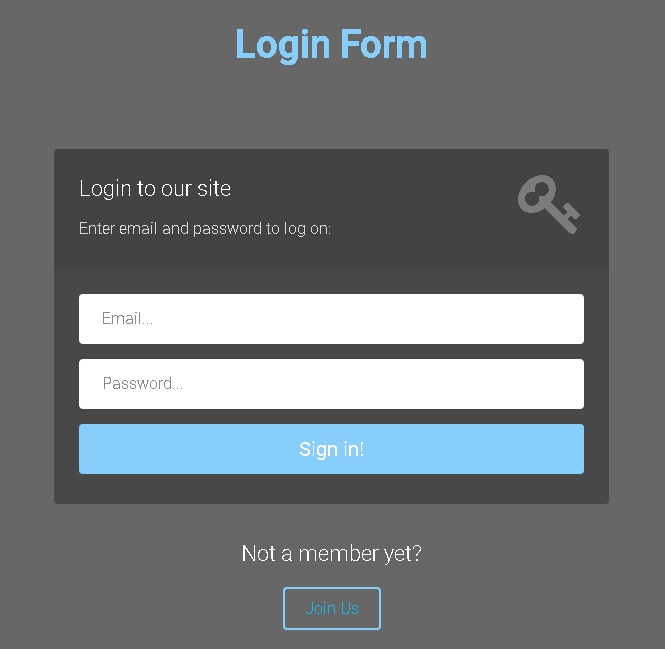 Login Form
Login to our site
Enter email and password to log on:
Email...
Password...
Sign in!
Not a member yet?
Join Us